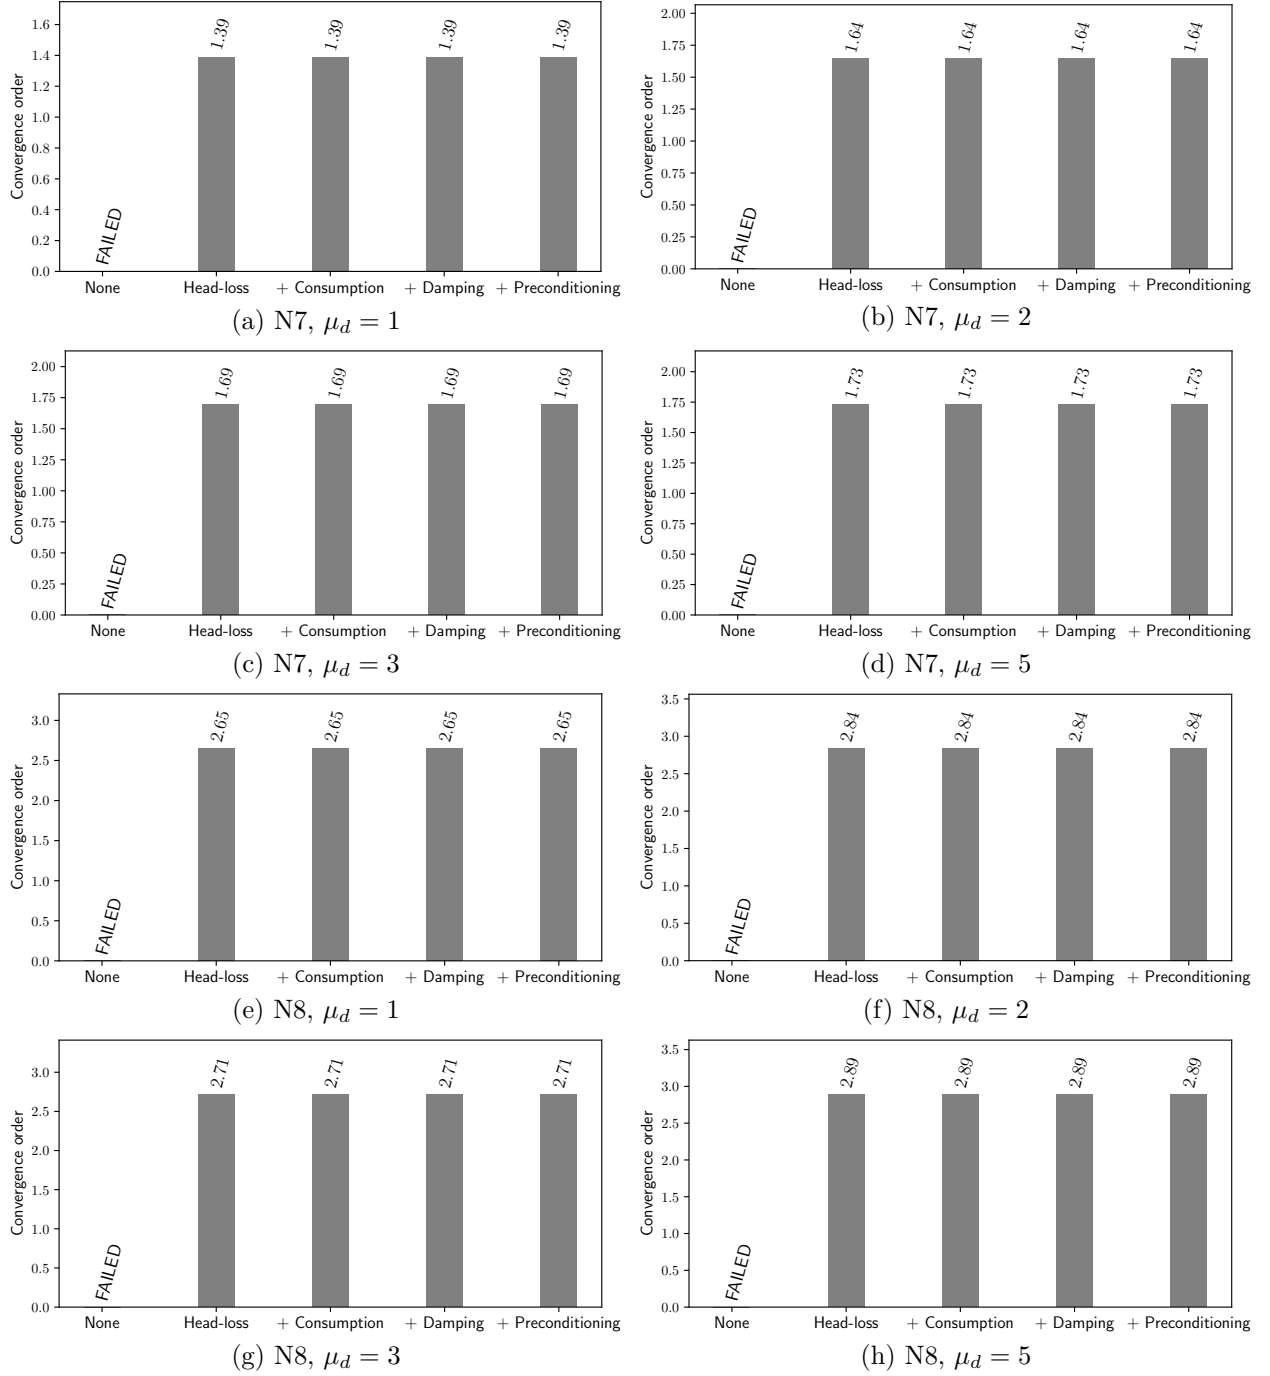 Convergence order
1.6
1.4
1.2
1.0
0.8
0.6
0.4
0.2
0.0
FAILED
1.39
1.39
1.39
1.39
None
Head-loss
+ Consumption
+ Damping
+ Preconditioning
(a) N7, μd = 1
Convergence order
2.00
1.75
1.50
1.25
1.00
0.75
0.50
0.25
0.00
FAILED
1.64
1.64
1.64
1.64
None
Head-loss
+ Consumption
+ Damping
+ Preconditioning
(b) N7, μd = 2
Convergence order
2.00
1.75
1.50
1.25
1.00
0.75
0.50
0.25
0.00
FAILED
1.69
1.69
1.69
1.69
None
Head-loss
+ Consumption
+ Damping
+ Preconditioning
(c) N7, μd = 3
Convergence order
2.00
1.75
1.50
1.25
1.00
0.75
0.50
0.25
0.00
FAILED
1.73
1.73
1.73
1.73
None
Head-loss
+ Consumption
+ Damping
+ Preconditioning
(d) N7, μd = 5
Convergence order
3.0
2.5
2.0
1.5
1.0
0.5
0.0
FAILED
2.65
2.65
2.65
2.65
None
Head-loss
+ Consumption
+ Damping
+ Preconditioning
(e) N8, μd = 1
Convergence order
3.5
3.0
2.5
2.0
1.5
1.0
0.5
0.0
FAILED
2.84
2.84
2.84
2.84
None
Head-loss
+ Consumption
+ Damping
+ Preconditioning
(f) N8, μd = 2
Convergence order
3.0
2.5
2.0
1.5
1.0
0.5
0.0
FAILED
2.71
2.71
2.71
2.71
None
Head-loss
+ Consumption
+ Damping
+ Preconditioning
(g) N8, μd = 3
Convergence order
3.5
3.0
2.5
2.0
1.5
1.0
0.5
0.0
FAILED
2.89
2.89
2.89
2.89
None
Head-loss
+ Consumption
+ Damping
+ Preconditioning
(h) N8, μd = 5